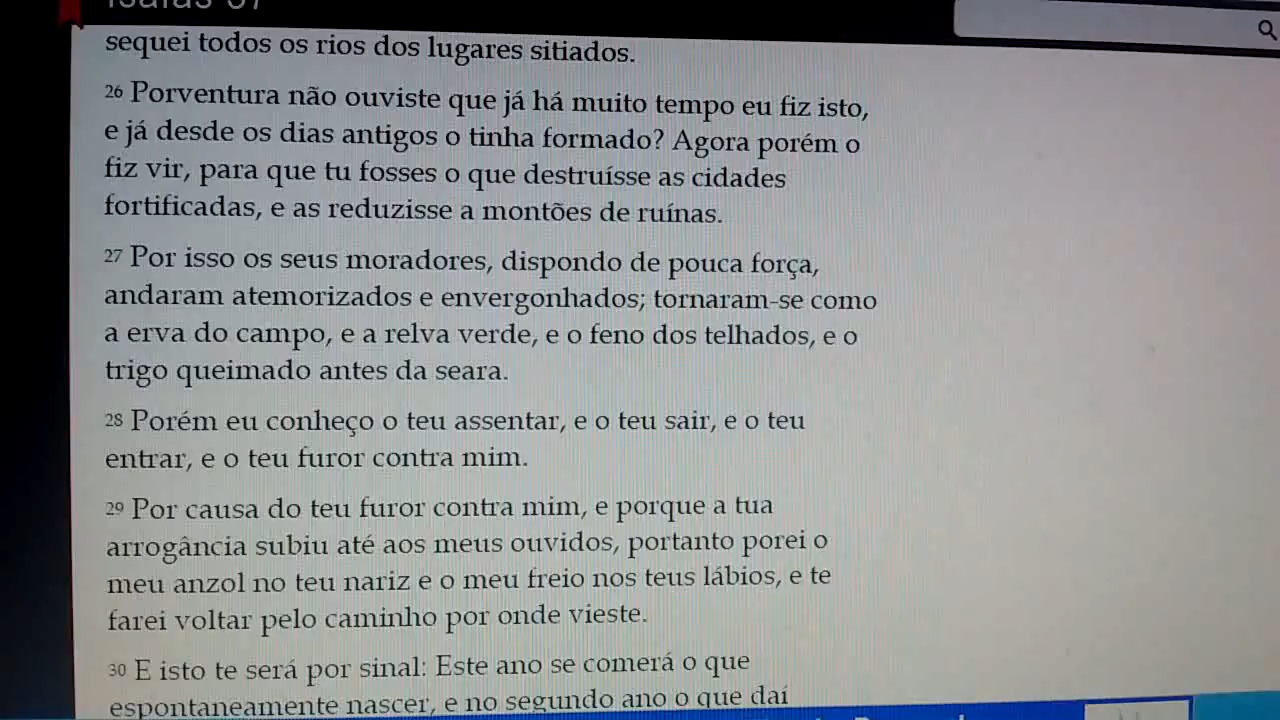 Isaías 37
sequei todos os rios dos lugares sitiados.
26 Porventura não ouviste que já há muito tempo eu fiz isto,
e já desde os dias antigos o tinha formado? Agora porém o
fiz vir, para que tu fosses o que destruísse as cidades
fortificadas, e as reduzisse a montões de ruínas.
27 Por isso os seus moradores, dispondo de pouca força,
andaram atemorizados e envergonhados; tornaram-se como
a erva do campo, e a relva verde, e o feno dos telhados, e o
trigo queimado antes da seara.
28 Porém eu conheço o teu assentar, e o teu sair, e o teu
entrar, e o teu furor contra mim.
29 Por causa do teu furor contra mim, e porque a tua
arrogância subiu até aos meus ouvidos, portanto porei o
meu anzol no teu nariz e o meu freio nos teus lábios, e te
farei voltar pelo caminho por onde vieste.
30 E isto te será por sinal: Este ano se comerá o que
espontaneamente nascer, e no segundo ano o que daí